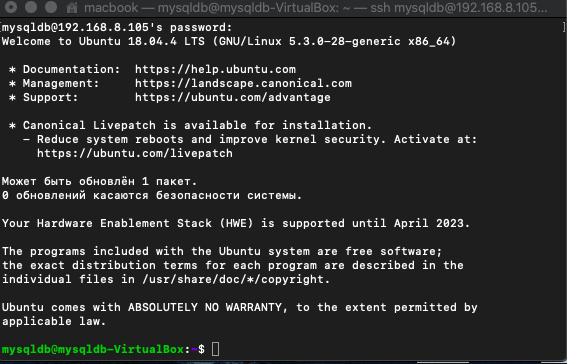 macbook — mysqldb@mysqldb-VirtualBox: ~ — ssh mysqldb@192.168.8.105...
mysqldb@192.168.8.105's password:
Welcome to Ubuntu 18.04.4 LTS (GNU/Linux 5.3.0-28-generic x86_64)
* Documentation:  https://help.ubuntu.com
* Management:     https://landscape.canonical.com
* Support:        https://ubuntu.com/advantage
* Canonical Livepatch is available for installation.
- Reduce system reboots and improve kernel security. Activate at:
https://ubuntu.com/livepatch
Может быть обновлён 1 пакет.
0 обновлений касаются безопасности системы.
Your Hardware Enablement Stack (HWE) is supported until April 2023.
The programs included with the Ubuntu system are free software;
the exact distribution terms for each program are described in the
individual files in /usr/share/doc/*/copyright.
Ubuntu comes with ABSOLUTELY NO WARRANTY, to the extent permitted by
applicable law.
mysqldb@mysqldb-VirtualBox:~$